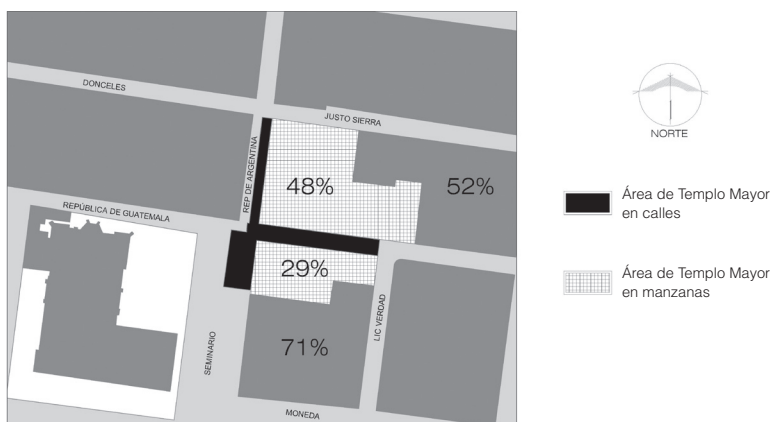 DONCELES
JUSTO SIERRA
REP DE ARGENTINA
48%
52%
REPÚBLICA DE GUATEMALA
29%
LIC VERDAD
SEMINARIO
71%
MONEDA
NORTE
Área de Templo Mayor
en calles
Área de Templo Mayor
en manzanas